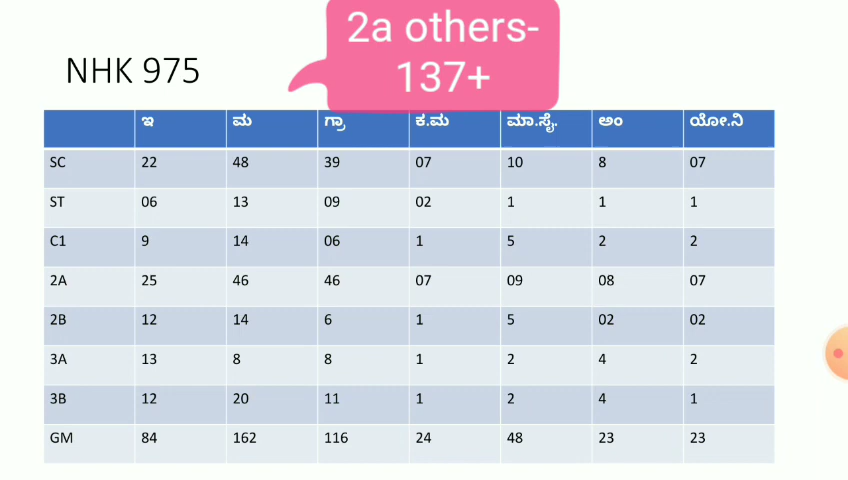 2a others-
137+
NHK 975
ಇ ಮ ಗ್ರಾ ಕ.ಮ ಮಾ.ಸೈ. ಅಂ ಯೋ.ನಿ
SC 22 48 39 07 10 8 07
ST 06 13 09 02 1 1 1
C1 9 14 06 1 5 2 2
2A 25 46 46 07 09 08 07
2B 12 14 6 1 5 02 02
3A 13 8 8 1 2 4 2
3B 12 20 11 1 2 4 1
GM 84 162 116 24 48 23 23